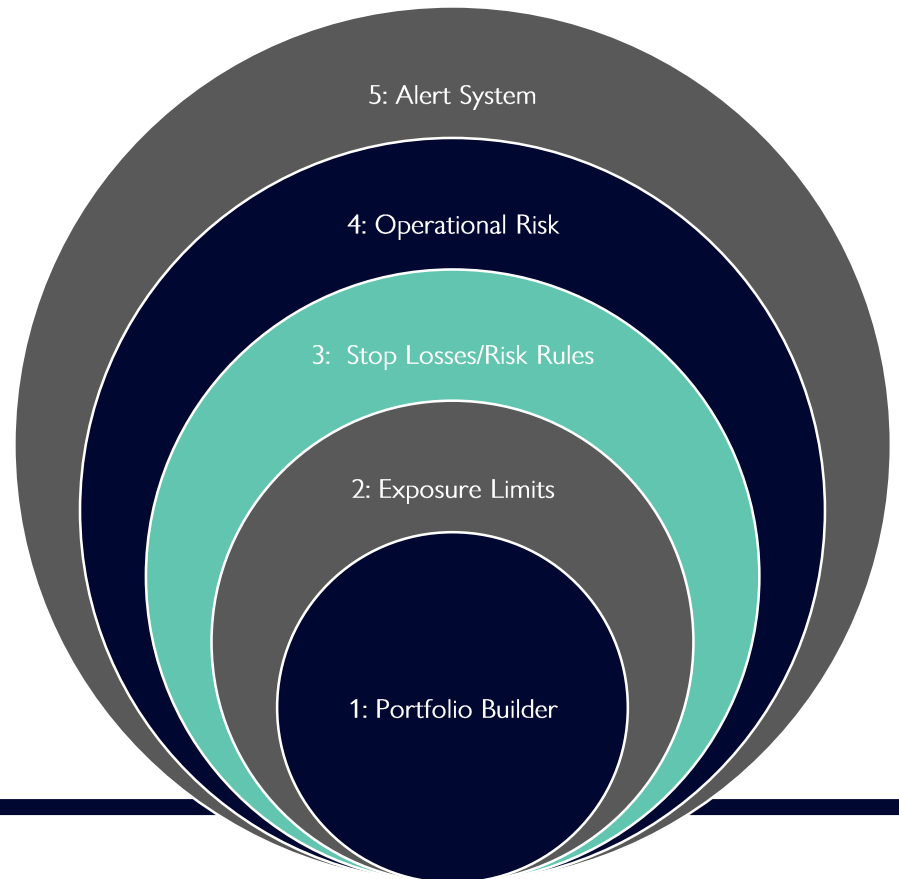 5: Alert System
4: Operational Risk
3:  Stop Losses/Risk Rules
2: Exposure Limits
1: Portfolio Builder